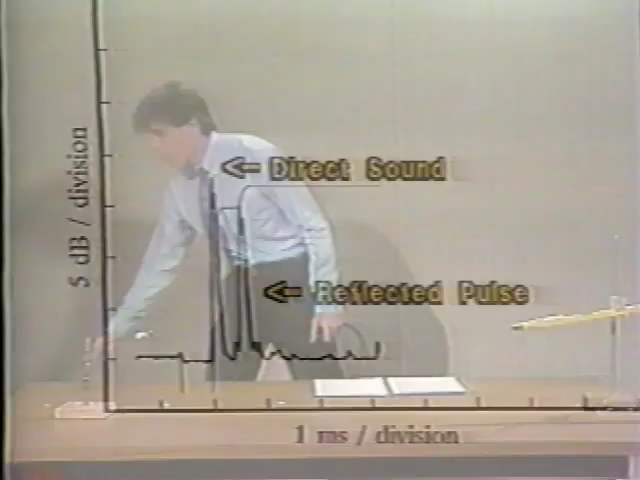 <- Direct Sound
5 dB / division
<- Reflected Pulse
1 ms / division